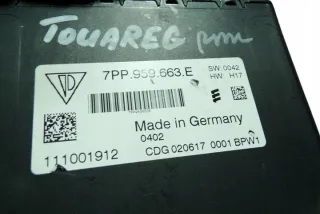 TOUAREG
7PP.959.663.E
SW:0042
HW H17
Made in Germany
0402
111001912
CDG 020617 0001 BPW1